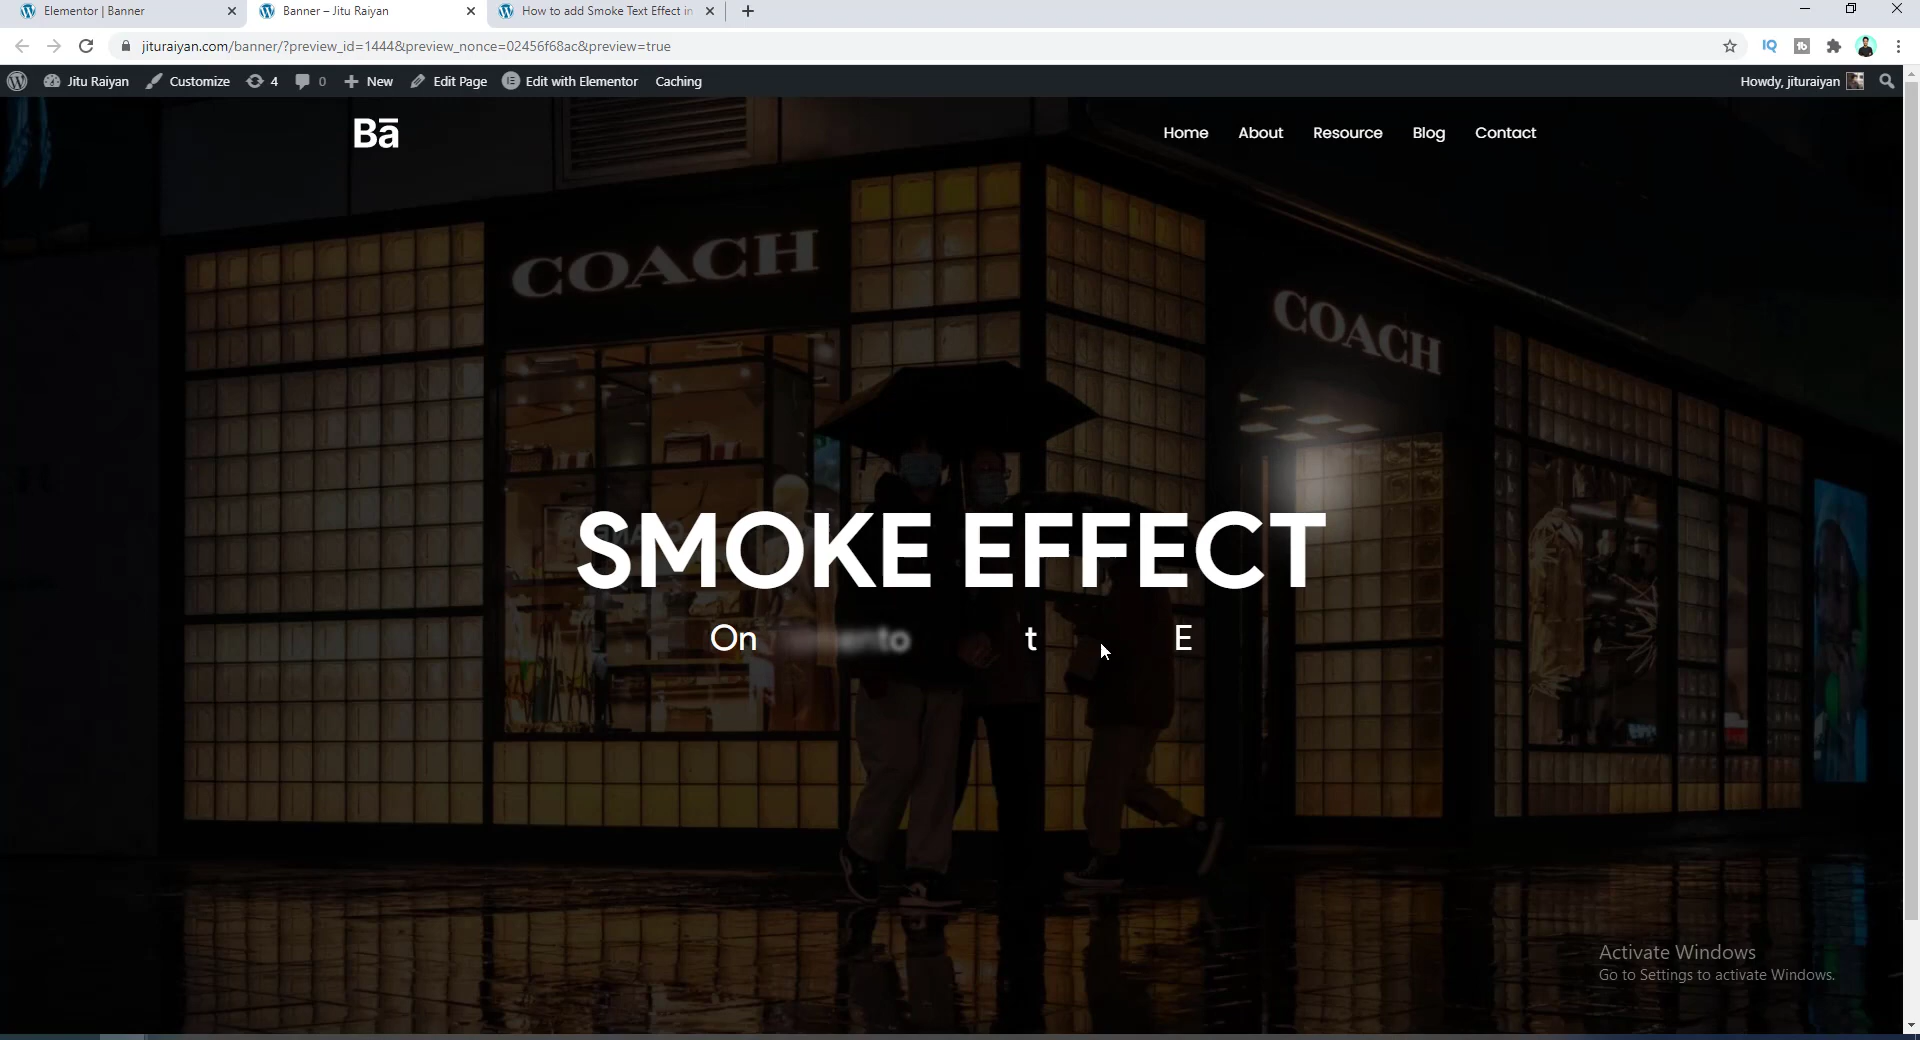 Elementor | Banner
Banner – Jitu Raiyan
How to add Smoke Text Effect in
jituraiyan.com/banner/?preview_id=1444&preview_nonce=02456f68ac&preview=true
Jitu Raiyan Customize 4 0 New Edit Page Edit with Elementor Caching Howdy, jituraiyan
Bā
Home About Resource Blog Contact
COACH
COACH
SMOKE EFFECT
On t E
Activate Windows
Go to Settings to activate Windows.